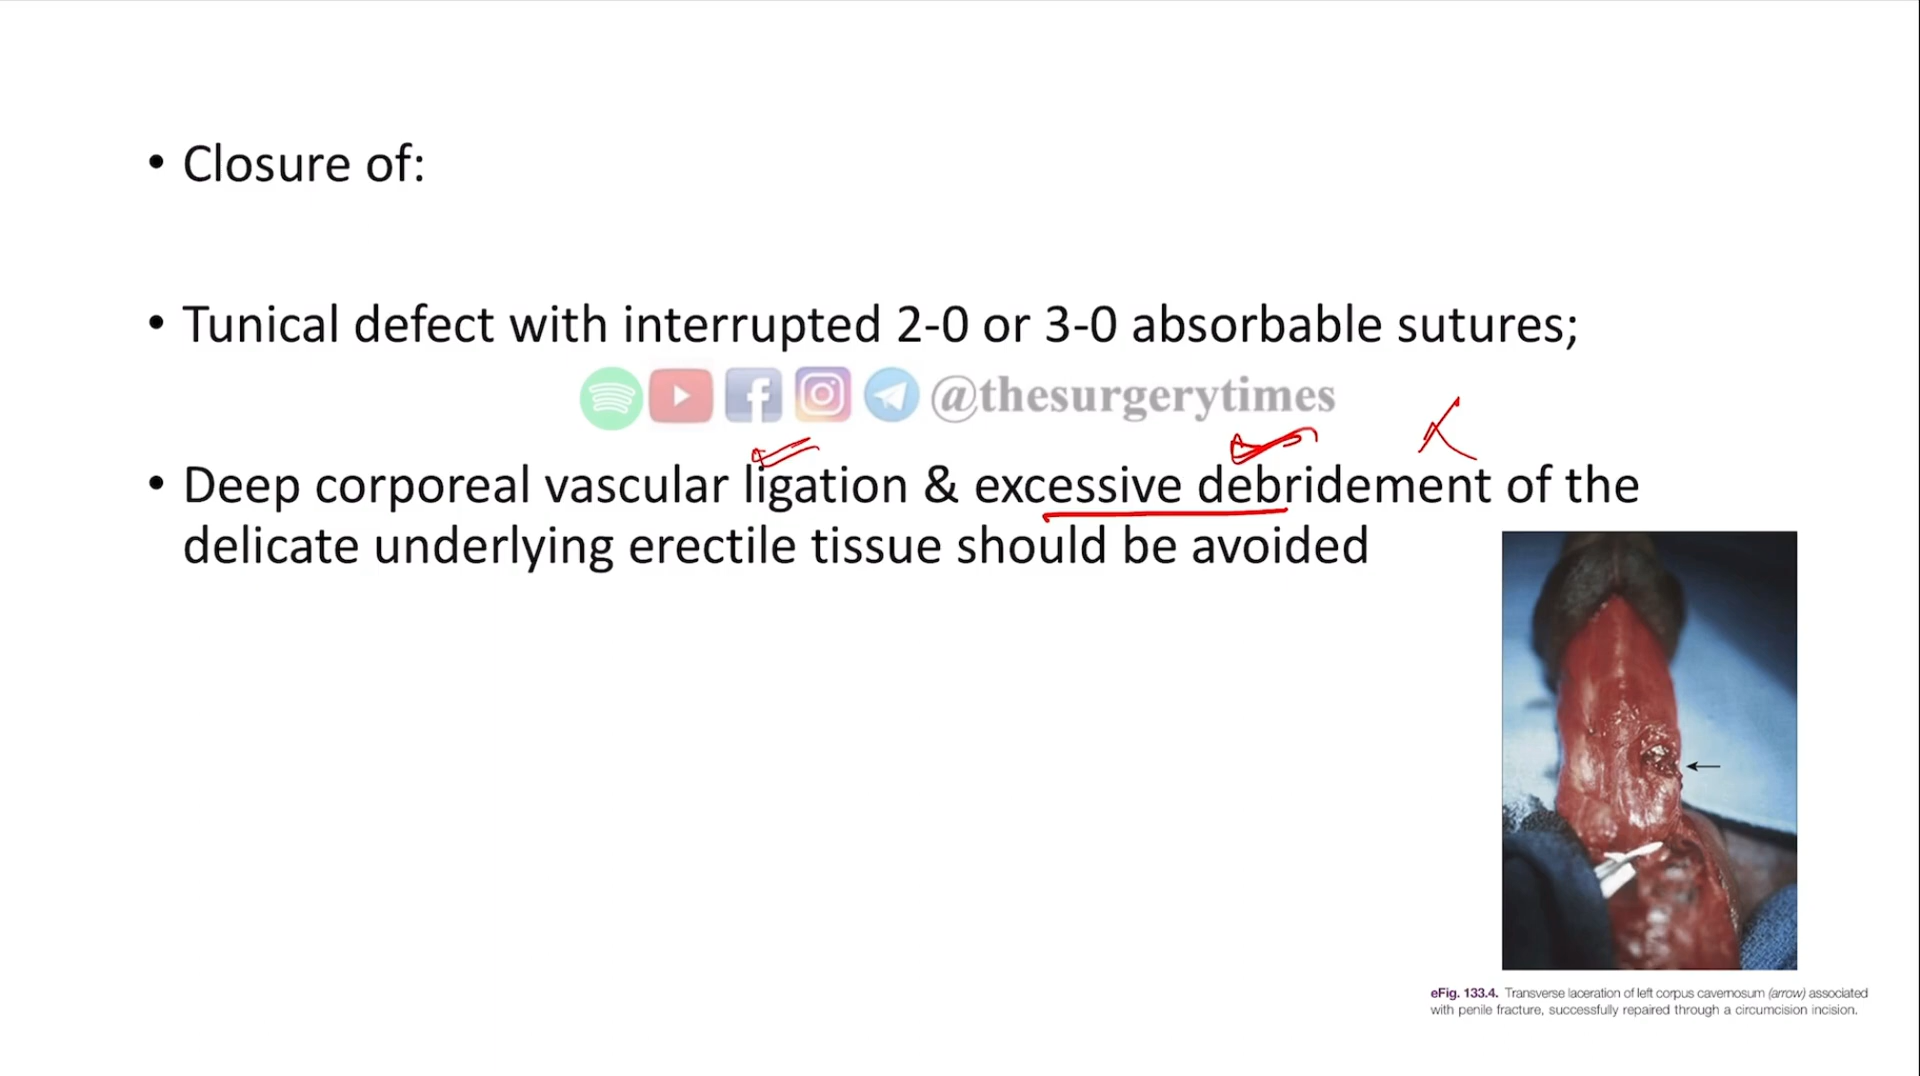 • Closure of:
• Tunical defect with interrupted 2-0 or 3-0 absorbable sutures;
@thesurgerytimes
• Deep corporeal vascular ligation & excessive debridement of the
delicate underlying erectile tissue should be avoided
eFig. 133.4. Transverse laceration of left corpus cavernosum (arrow) associated
with penile fracture, successfully repaired through a circumcision incision.